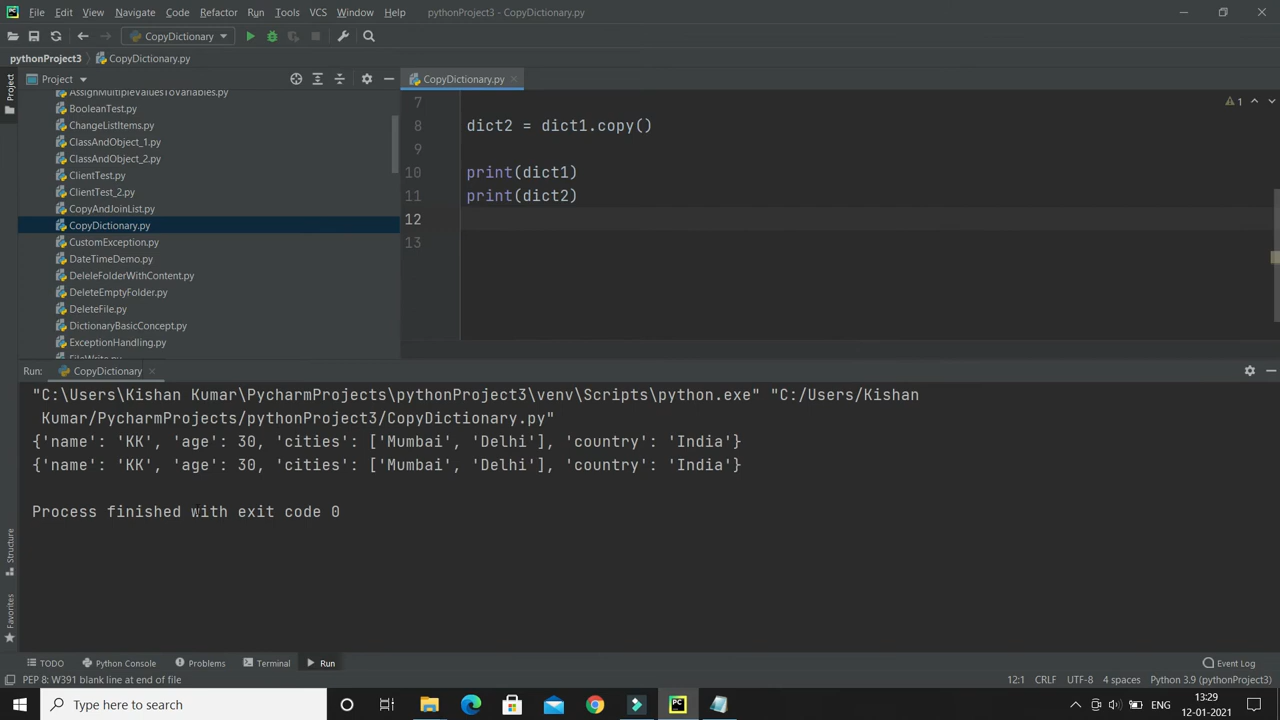 File Edit View Navigate Code Refactor Run Tools VCS Window Help pythonProject3 - CopyDictionary.py
CopyDictionary
pythonProject3 CopyDictionary.py
Project
Project
CopyDictionary.py
AssignMultipleValuesToVariables.py
BooleanTest.py
ChangeListItems.py
ClassAndObject_1.py
ClassAndObject_2.py
ClientTest.py
ClientTest_2.py
CopyAndJoinList.py
CopyDictionary.py
CustomException.py
DateTimeDemo.py
DeleleFolderWithContent.py
DeleteEmptyFolder.py
DeleteFile.py
DictionaryBasicConcept.py
ExceptionHandling.py
FileWrite.py
7
8 dict2 = dict1.copy()
9
10 print(dict1)
11 print(dict2)
12
13
1
Run: CopyDictionary
"C:\Users\Kishan Kumar\PycharmProjects\pythonProject3\venv\Scripts\python.exe" "C:/Users/Kishan
Kumar/PycharmProjects/pythonProject3/CopyDictionary.py"
{'name': 'KK', 'age': 30, 'cities': ['Mumbai', 'Delhi'], 'country': 'India'}
{'name': 'KK', 'age': 30, 'cities': ['Mumbai', 'Delhi'], 'country': 'India'}
Process finished with exit code 0
Structure
Favorites
TODO Python Console Problems Terminal Run Event Log
PEP 8: W391 blank line at end of file 12:1 CRLF UTF-8 4 spaces Python 3.9 (pythonProject3)
Type here to search
PC
ENG
13:29
12-01-2021